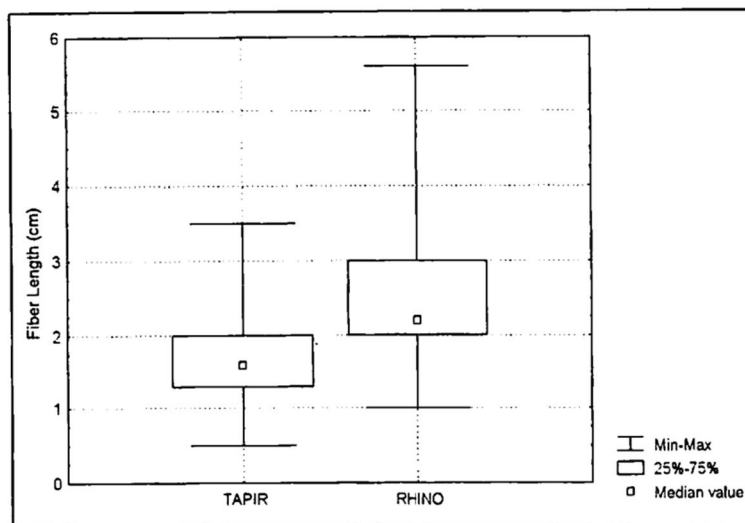 6
5
4
3
2
1
0
Fiber Length (cm)
TAPIR
RHINO
Min-Max
25%-75%
Median value